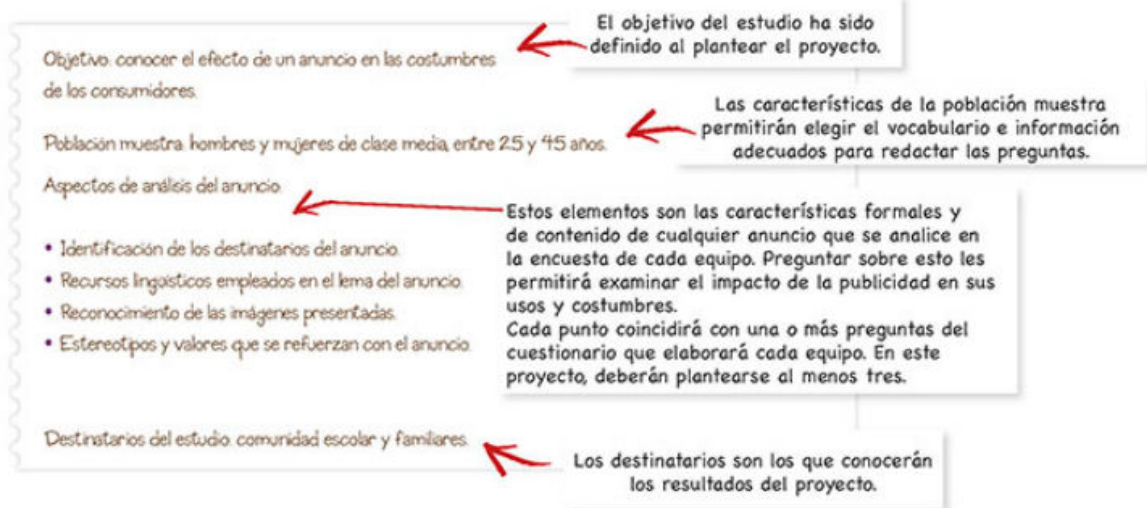 El objetivo del estudio ha sido
definido al plantear el proyecto.
Objetivo: conocer el efecto de un anuncio en las costumbres
de los consumidores.
Las características de la población muestra
permitirán elegir el vocabulario e información
adecuados para redactar las preguntas.
Población muestra: hombres y mujeres de clase media, entre 25 y 45 años.
Aspectos de análisis del anuncio:
Estos elementos son las características formales y
de contenido de cualquier anuncio que se analice en
la encuesta de cada equipo. Preguntar sobre esto les
permitirá examinar el impacto de la publicidad en sus
usos y costumbres.
Cada punto coincidirá con una o más preguntas del
cuestionario que elaborará cada equipo. En este
proyecto, deberán plantearse al menos tres.
• Identificación de los destinatarios del anuncio.
• Recursos lingüísticos empleados en el lema del anuncio.
• Reconocimiento de las imágenes presentadas.
• Estereotipos y valores que se refuerzan con el anuncio.
Destinatarios del estudio: comunidad escolar y familiares.
Los destinatarios son los que conocerán
los resultados del proyecto.